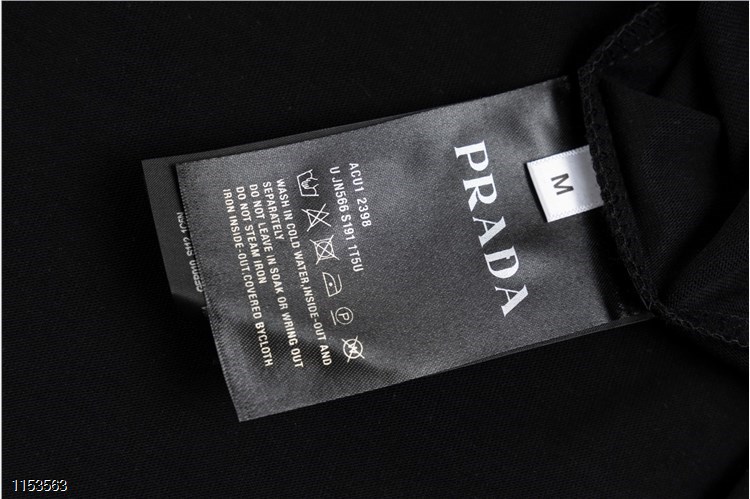 PRADA
M
ACU1 2398
UJN566 S191 1T5U
WASH IN COLD WATER,INSIDE-OUT AND
SEPARATELY
DO NOT LEAVE IN SOAK OR WRING OUT
DO NOT STEAM IRON
IRON INSIDE-OUT.COVERED BYCLOTH
P
1153563